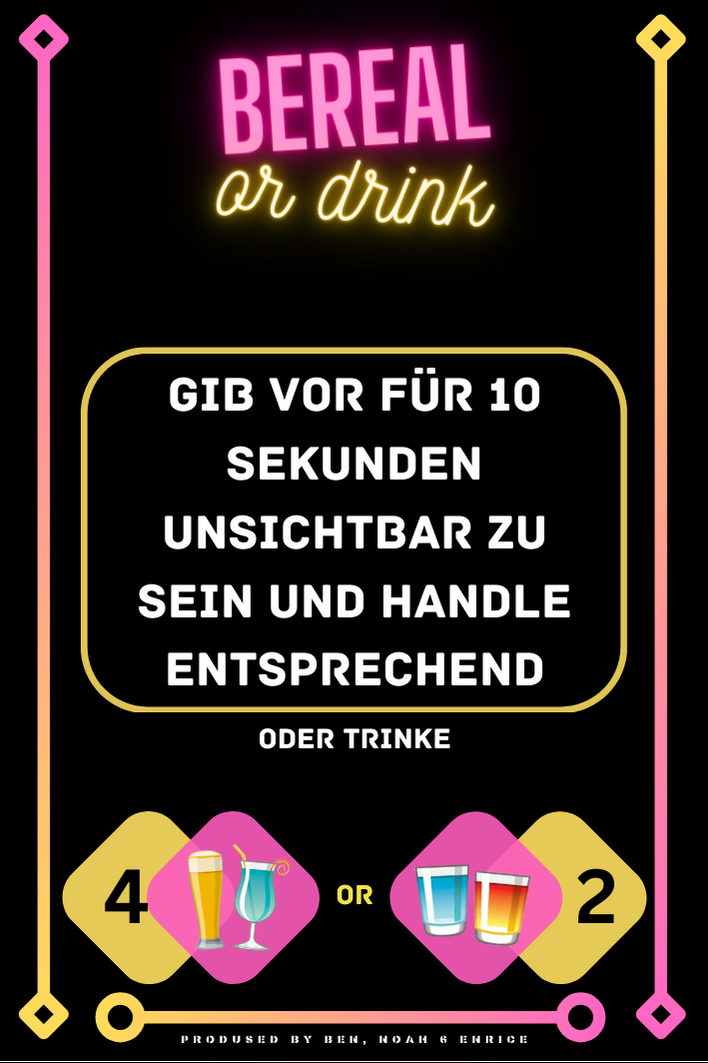 BEREAL
or drink
GIB VOR FÜR 10
SEKUNDEN
UNSICHTBAR ZU
SEIN UND HANDLE
ENTSPRECHEND
ODER TRINKE
4 OR 2
PRODUSED BY BEN, NOAH 6 ENRICE